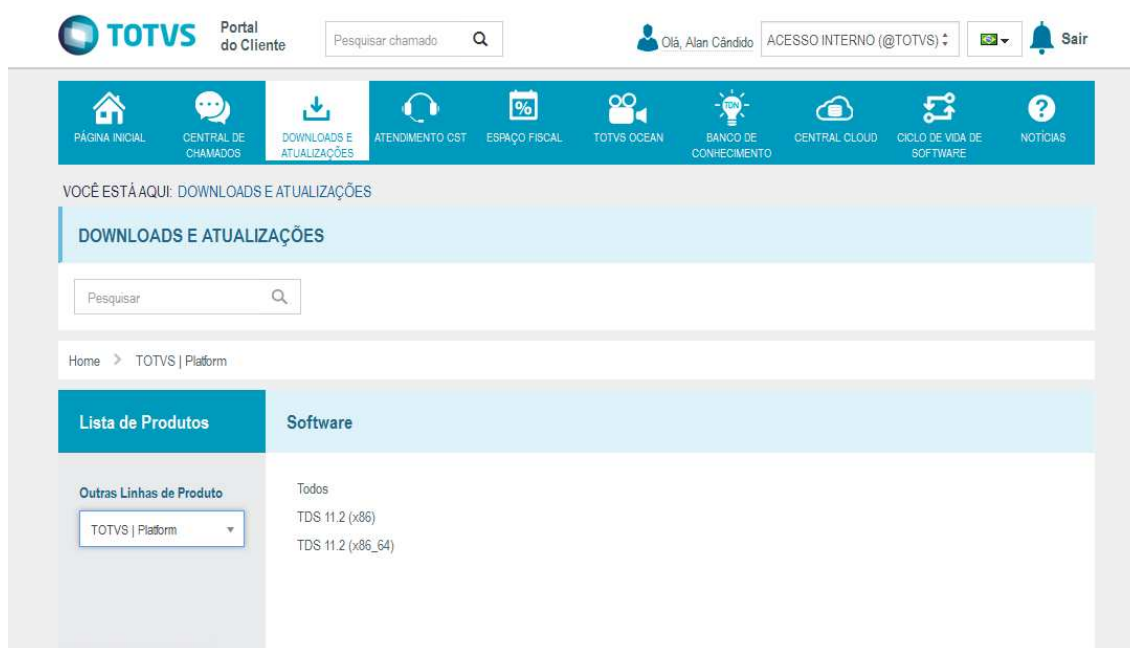 TOTVS
Portal
do Cliente
Pesquisar chamado
Olá, Alan Cândido
ACESSO INTERNO (@TOTVS)
Sair
PÁGINA INICIAL
CENTRAL DE
CHAMADOS
DOWNLOADS E
ATUALIZAÇÕES
ATENDIMENTO CST
%
ESPAÇO FISCAL
TOTVS OCEAN
TDN
BANCO DE
CONHECIMENTO
CENTRAL CLOUD
CICLO DE VIDA DE
SOFTWARE
?
NOTÍCIAS
VOCÊ ESTÁ AQUI: DOWNLOADS E ATUALIZAÇÕES
DOWNLOADS E ATUALIZAÇÕES
Pesquisar
Home > TOTVS | Platform
Lista de Produtos
Software
Outras Linhas de Produto
TOTVS | Platform
Todos
TDS 11.2 (x86)
TDS 11.2 (x86_64)